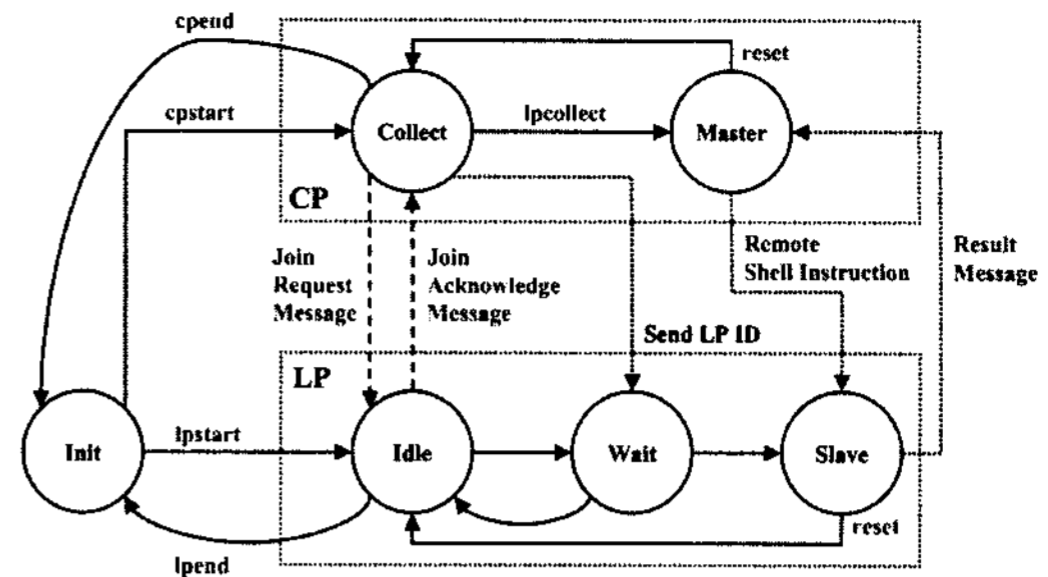 cpend
reset
cpstart
Collect
lpcollect
Master
CP
Join
Request
Message
Join
Acknowledge
Message
Remote
Shell Instruction
Result
Message
Send LP ID
LP
Init
lpstart
Idle
Wait
Slave
reset
lpend